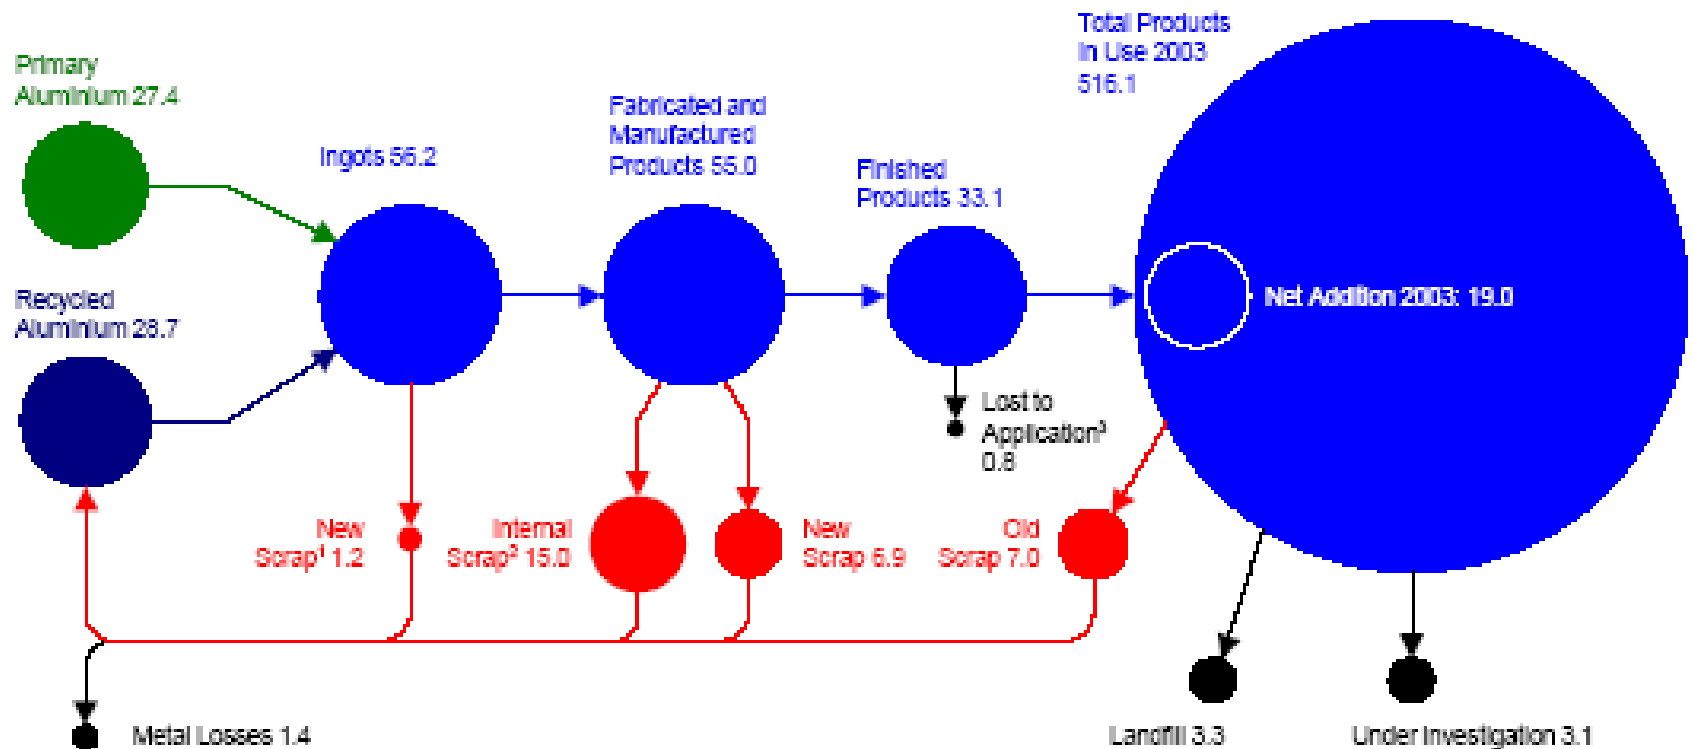 Primary
Aluminium 27.4
Recycled
Aluminium 28.7
Ingots 56.2
Fabricated and
Manufactured
Products 55.0
Finished
Products 33.1
Total Products
In Use 2003
516.1
Net Addition 2003: 19.0
Lost to
Application³
0.8
New
Scrap¹ 1.2
Internal
Scrap² 15.0
New
Scrap 6.9
Old
Scrap 7.0
Metal Losses 1.4
Landfill 3.3
Under Investigation 3.1